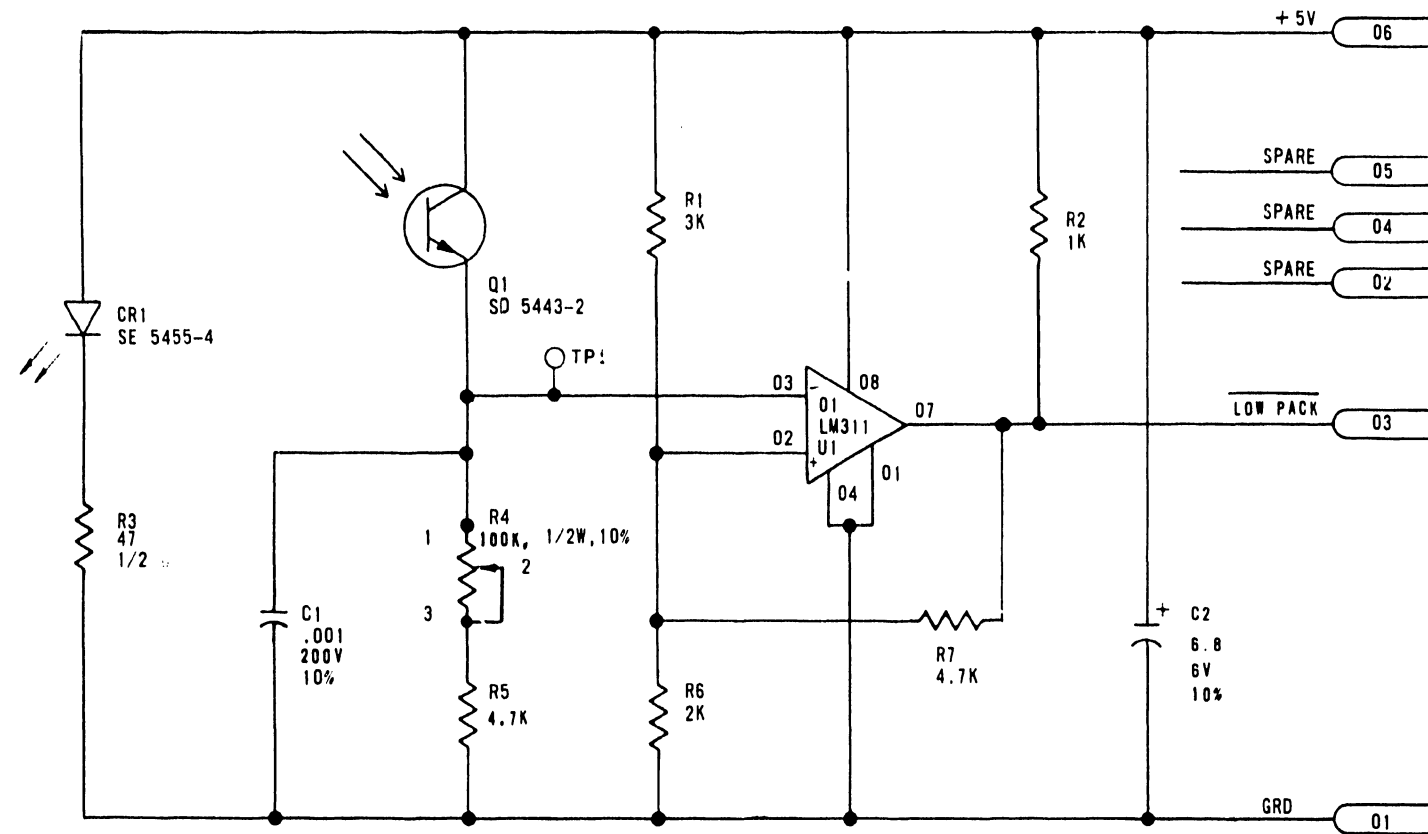 + 5V
06
SPARE
05
SPARE
04
SPARE
02
R1
3K
R2
1K
Q1
SD 5443-2
CR1
SE 5455-4
TP1
03
08
-
01
LM311
U1
07
LOW PACK
03
02
+
01
04
R4
1
100K, 1/2W, 10%
2
3
R3
47
1/2
C1
.001
200V
10%
+
C2
6.8
6V
10%
R7
4.7K
R5
4.7K
R6
2K
GRD
01